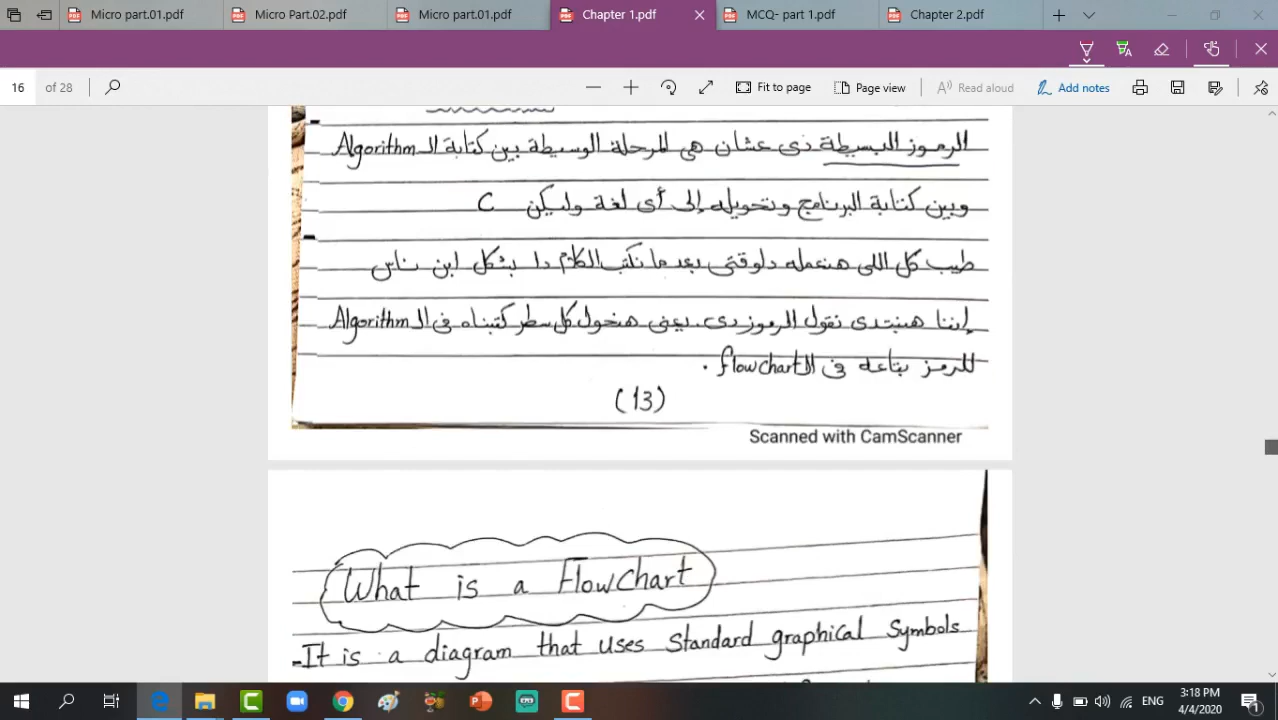 Micro part.01.pdf
Micro Part.02.pdf
Micro part.01.pdf
Chapter 1.pdf
MCQ- part 1.pdf
Chapter 2.pdf
16 of 28
Fit to page
Page view
Read aloud
Add notes
الرموز البسيطة دى عشان هي المرحلة الوسيطة بين كتابة الـ Algorithm
وبين كتابة البرنامج وتحويله إلى أى لغة وليكن C
طيب كل اللى هنعمله دلوقتى بعد ما نكتب الكلام دا بشكل ابن ناس
إننا هنبتدى نقول الرموز دى. يعنى هنحول كل سطر كتبناه فى الـ Algorithm
للرمز بتاعه فى الـ flowchart .
(13)
Scanned with CamScanner
What is a Flowchart
-It is a diagram that uses standard graphical symbols
ENG
3:18 PM
4/4/2020